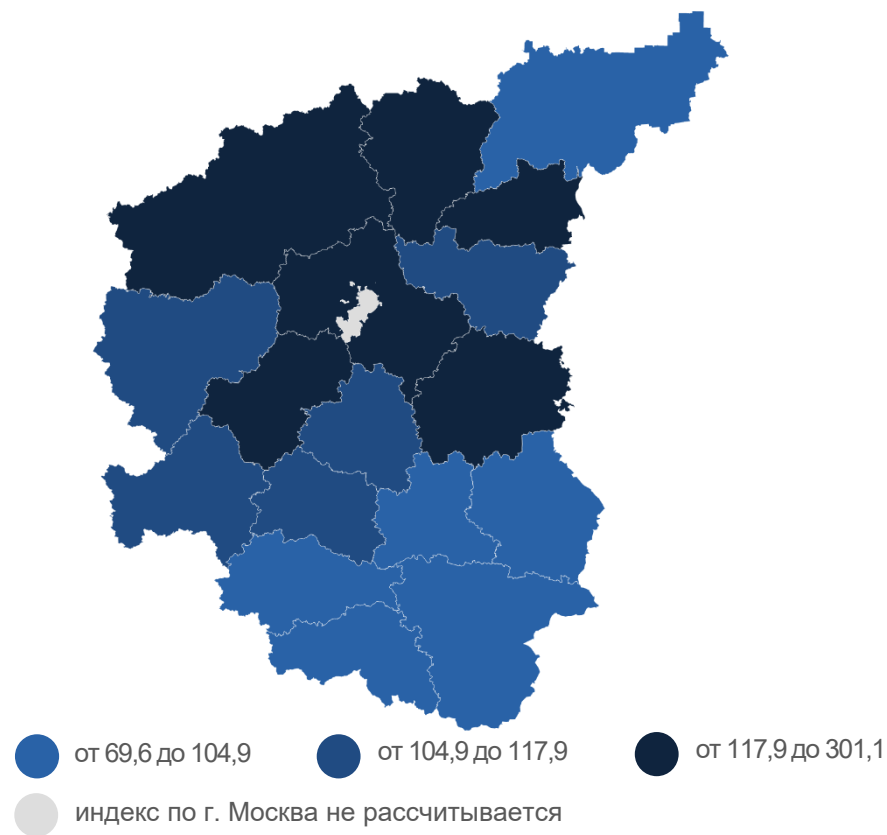 от 69,6 до 104,9 от 104,9 до 117,9 от 117,9 до 301,1
индекс по г. Москва не рассчитывается